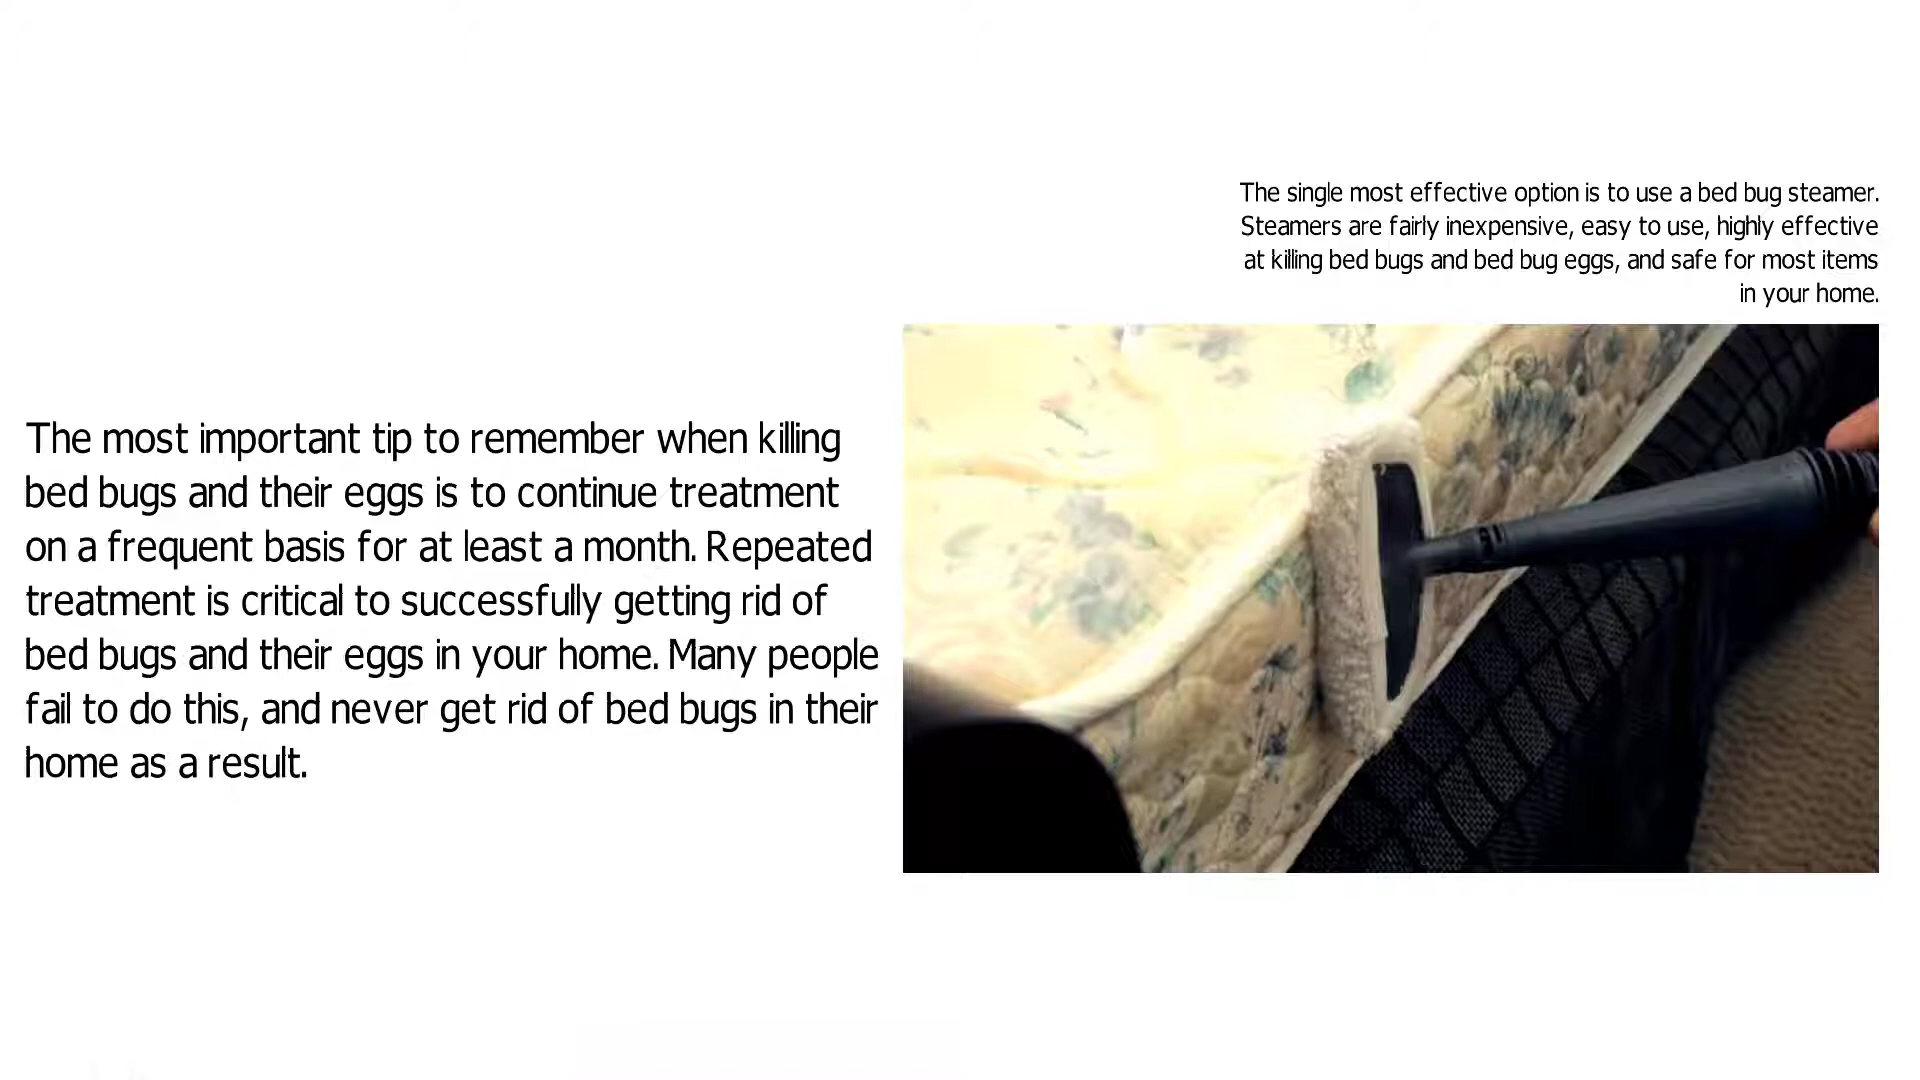 The single most effective option is to use a bed bug steamer.
Steamers are fairly inexpensive, easy to use, highly effective
at killing bed bugs and bed bug eggs, and safe for most items
in your home.
The most important tip to remember when killing
bed bugs and their eggs is to continue treatment
on a frequent basis for at least a month. Repeated
treatment is critical to successfully getting rid of
bed bugs and their eggs in your home. Many people
fail to do this, and never get rid of bed bugs in their
home as a result.